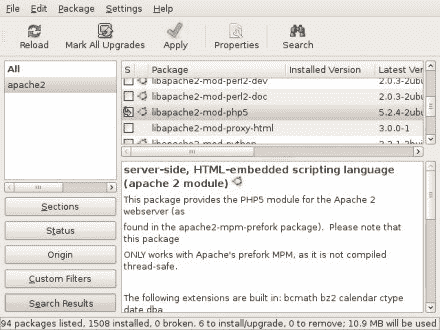 File Edit Package Settings Help
Reload Mark All Upgrades Apply Properties Search
All
apache2
S Package Installed Version Latest Ver
libapache2-mod-perl2-dev 2.0.3-2ubu
libapache2-mod-perl2-doc 2.0.3-2ubu
libapache2-mod-php5 5.2.4-2ubu
libapache2-mod-proxy-html 3.0.0-1
libapache2-mod-python
server-side, HTML-embedded scripting language
(apache 2 module)
This package provides the PHP5 module for the Apache 2
webserver (as
found in the apache2-mpm-prefork package). Please note that
this package
ONLY works with Apache's prefork MPM, as it is not compiled
thread-safe.
The following extensions are built in: bcmath bz2 calendar ctype
date dba
Sections
Status
Origin
Custom Filters
Search Results
94 packages listed, 1508 installed, 0 broken. 6 to install/upgrade, 0 to remove; 10.9 MB will be used